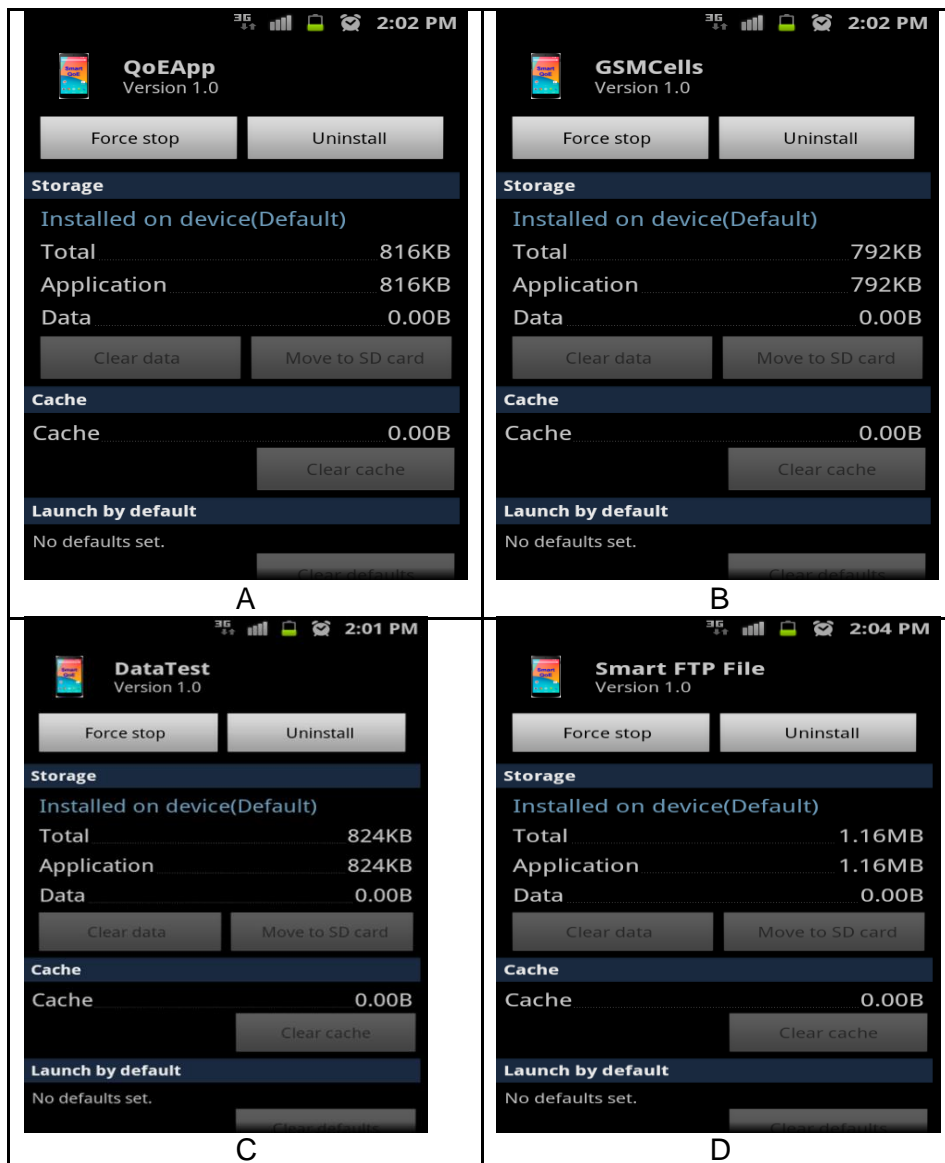 3G 2:02 PM
QoEApp
Version 1.0
Force stop Uninstall
Storage
Installed on device(Default)
Total 816KB
Application 816KB
Data 0.00B
Clear data Move to SD card
Cache
Cache 0.00B
Clear cache
Launch by default
No defaults set.
Clear defaults
A
3G 2:02 PM
GSMCells
Version 1.0
Force stop Uninstall
Storage
Installed on device(Default)
Total 792KB
Application 792KB
Data 0.00B
Clear data Move to SD card
Cache
Cache 0.00B
Clear cache
Launch by default
No defaults set.
Clear defaults
B
3G 2:01 PM
DataTest
Version 1.0
Force stop Uninstall
Storage
Installed on device(Default)
Total 824KB
Application 824KB
Data 0.00B
Clear data Move to SD card
Cache
Cache 0.00B
Clear cache
Launch by default
No defaults set.
Clear defaults
C
3G 2:04 PM
Smart FTP File
Version 1.0
Force stop Uninstall
Storage
Installed on device(Default)
Total 1.16MB
Application 1.16MB
Data 0.00B
Clear data Move to SD card
Cache
Cache 0.00B
Clear cache
Launch by default
No defaults set.
Clear defaults
D